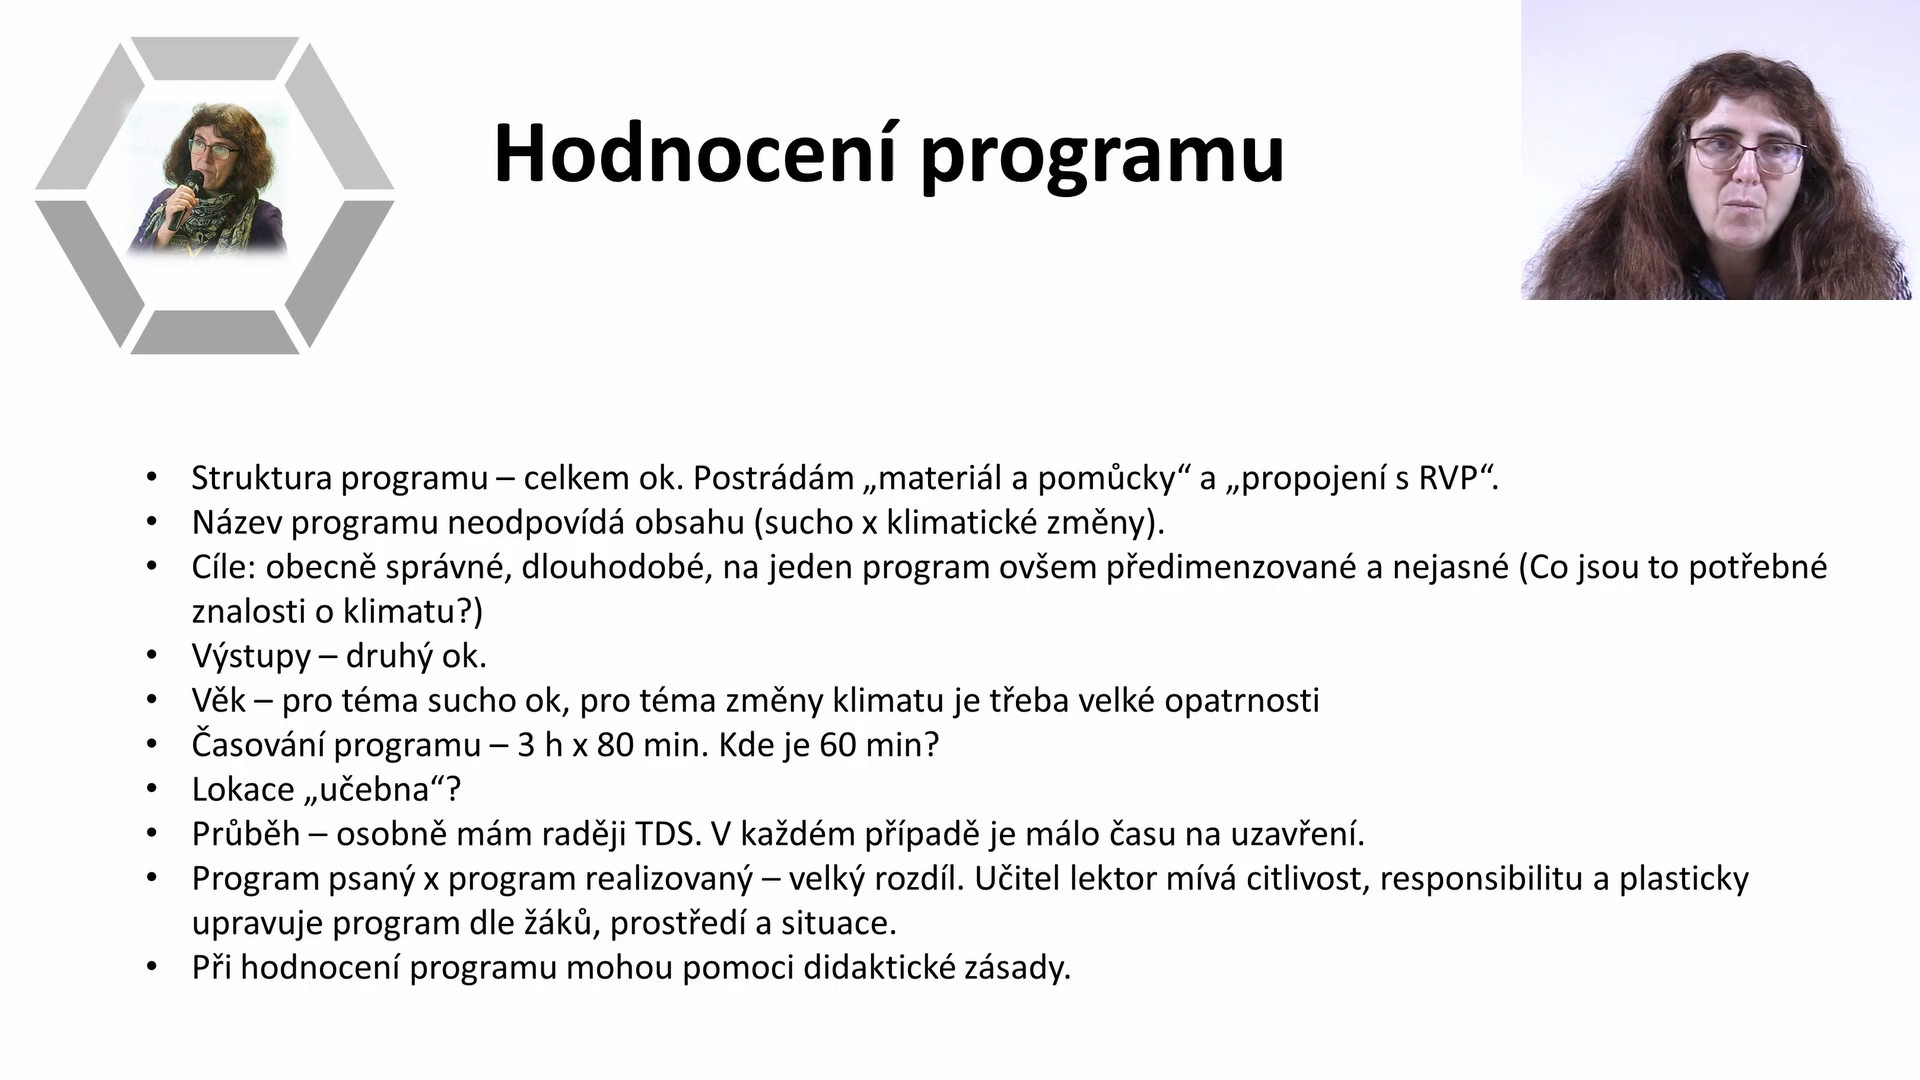 Hodnocení programu
• Struktura programu – celkem ok. Postrádám „materiál a pomůcky“ a „propojení s RVP“.
• Název programu neodpovídá obsahu (sucho x klimatické změny).
• Cíle: obecně správné, dlouhodobé, na jeden program ovšem předimenzované a nejasné (Co jsou to potřebné
znalosti o klimatu?)
• Výstupy – druhý ok.
• Věk – pro téma sucho ok, pro téma změny klimatu je třeba velké opatrnosti
• Časování programu – 3 h x 80 min. Kde je 60 min?
• Lokace „učebna“?
• Průběh – osobně mám raději TDS. V každém případě je málo času na uzavření.
• Program psaný x program realizovaný – velký rozdíl. Učitel lektor mívá citlivost, responsibilitu a plasticky
upravuje program dle žáků, prostředí a situace.
• Při hodnocení programu mohou pomoci didaktické zásady.